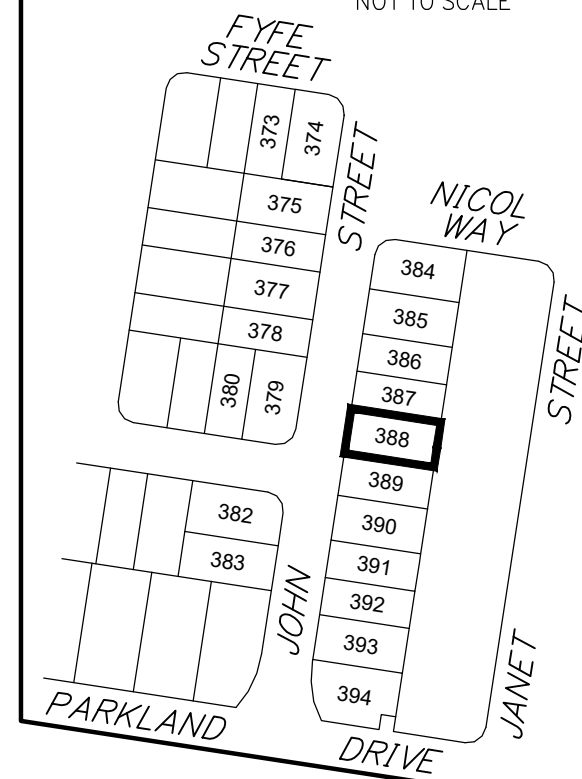 NOT TO SCALE
FYFE
STREET
373
374
STREET
375
376
377
378
380
379
NICOL
WAY
384
385
386
387
388
389
390
391
392
393
394
STREET
382
383
JOHN
JANET
PARKLAND
DRIVE